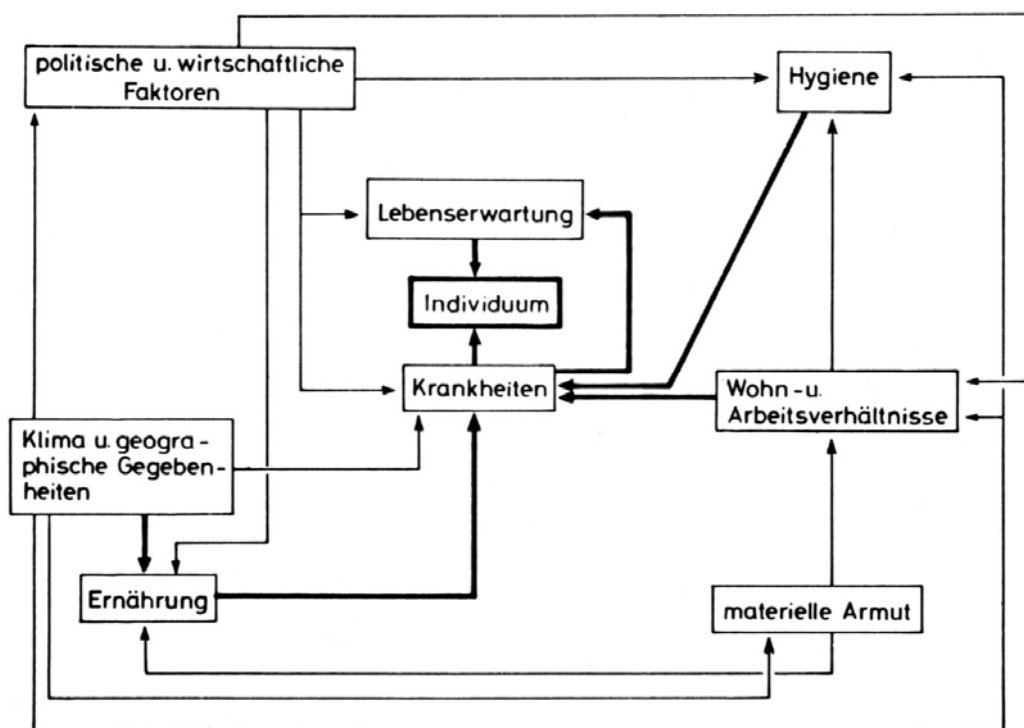 politische u. wirtschaftliche
Faktoren
Hygiene
Lebenserwartung
Individuum
Krankheiten
Wohn-u.
Arbeitsverhältnisse
Klima u. geogra-
phische Gegeben-
heiten
Ernährung
materielle Armut